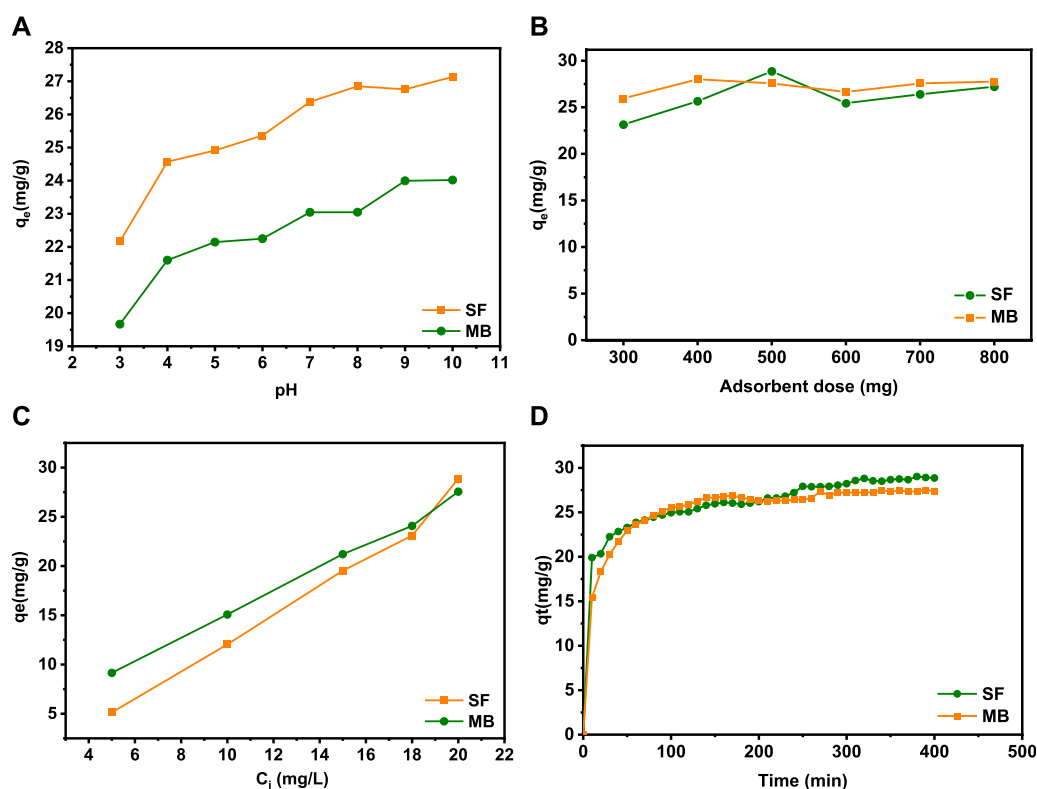 A
28
27
26
25
24
23
22
21
20
19
2 3 4 5 6 7 8 9 10 11
qe(mg/g)
pH
SF
MB
B
30
25
20
15
10
5
0
300 400 500 600 700 800
qe(mg/g)
Adsorbent dose (mg)
SF
MB
C
30
25
20
15
10
5
4 6 8 10 12 14 16 18 20 22
qe(mg/g)
Ci (mg/L)
SF
MB
D
30
25
20
15
10
5
0
0 100 200 300 400 500
qt(mg/g)
Time (min)
SF
MB